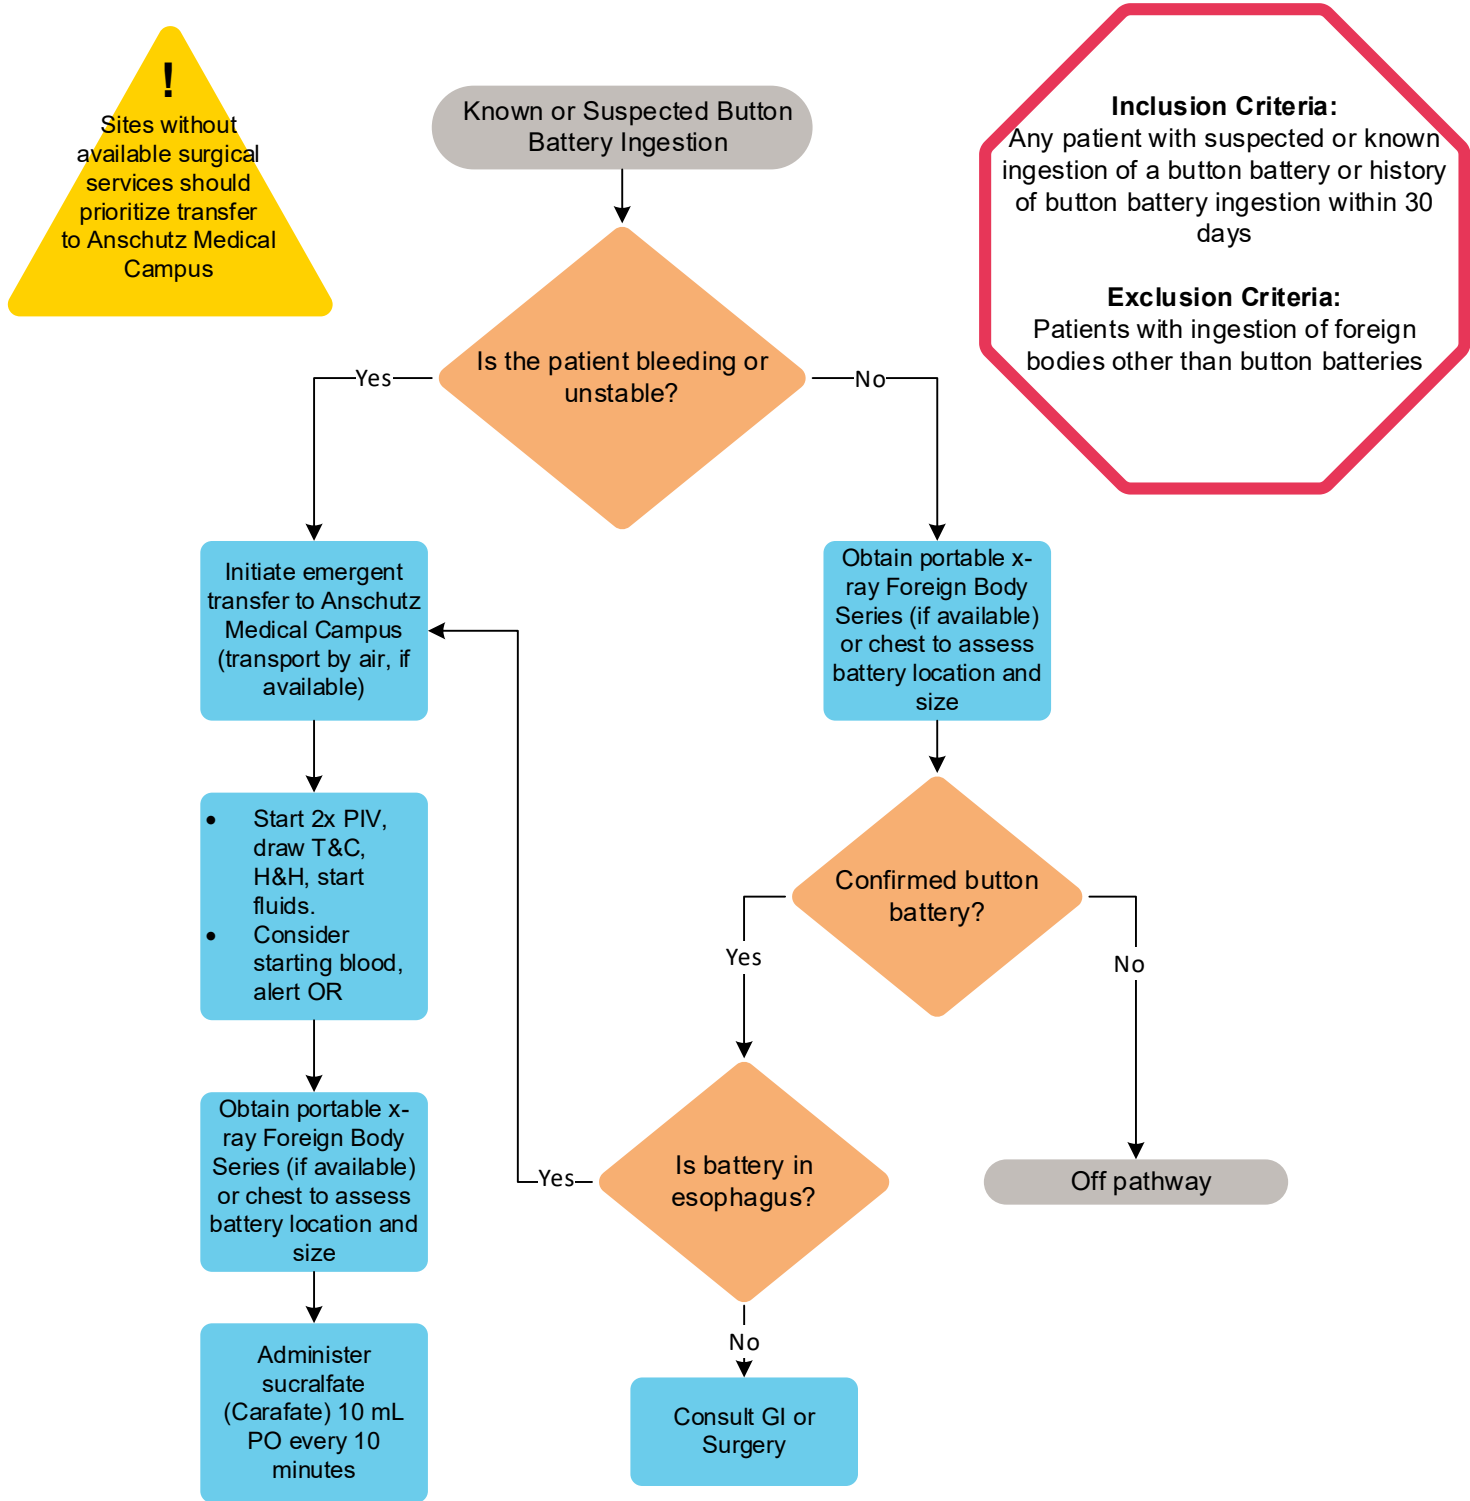 !
Sites without
available surgical
services should
prioritize transfer
to Anschutz Medical
Campus
Known or Suspected Button
Battery Ingestion
Inclusion Criteria:
Any patient with suspected or known
ingestion of a button battery or history
of button battery ingestion within 30
days
Exclusion Criteria:
Patients with ingestion of foreign
bodies other than button batteries
Is the patient bleeding or
unstable?
Yes
No
Initiate emergent
transfer to Anschutz
Medical Campus
(transport by air, if
available)
Obtain portable x-
ray Foreign Body
Series (if available)
or chest to assess
battery location and
size
• Start 2x PIV,
draw T&C,
H&H, start
fluids.
• Consider
starting blood,
alert OR
Confirmed button
battery?
Yes
No
Obtain portable x-
ray Foreign Body
Series (if available)
or chest to assess
battery location and
size
Is battery in
esophagus?
Yes
No
Off pathway
Administer
sucralfate
(Carafate) 10 mL
PO every 10
minutes
Consult GI or
Surgery